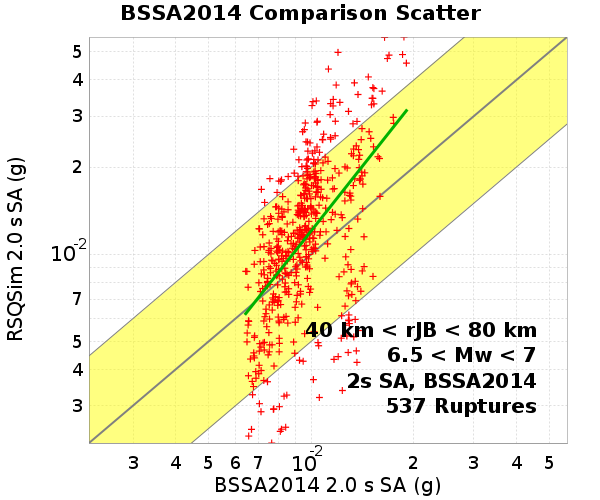 BSSA2014 Comparison Scatter
RSQSim 2.0 s SA (g)
5
4
3
2
10-2
7
5
4
3
40 km < rJB < 80 km
6.5 < Mw < 7
2s SA, BSSA2014
537 Ruptures
3 4 5 6 7 10-2 2 3 4 5
BSSA2014 2.0 s SA (g)